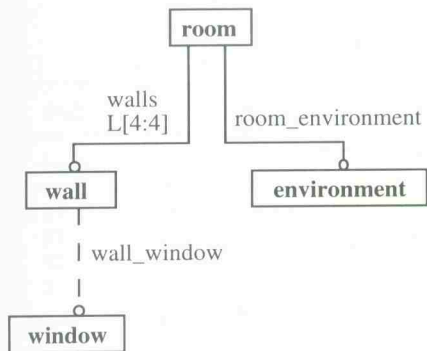 room
walls
L[4:4]
room_environment
wall
environment
wall_window
window